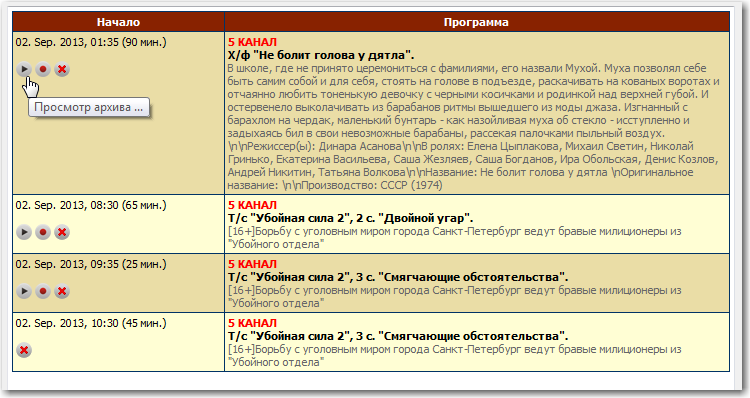 Начало
Программа
02. Sep. 2013, 01:35 (90 мин.)
Просмотр архива ...
5 КАНАЛ
Х/ф "Не болит голова у дятла".
В школе, где не принято церемониться с фамилиями, его назвали Мухой. Муха позволял себе
быть самим собой и для себя, стоять на голове в подъезде, раскачивать на кованых воротах и
отчаянно любить тоненькую девочку с черными косичками и родинкой над верхней губой. И
остервенело выколачивать из барабанов ритмы вышедшего из моды джаза. Изгнанный с
барахлом на чердак, маленький бунтарь - как назойливая муха об стекло - исступленно и
задыхаясь бил в свои невозможные барабаны, рассекая палочками пыльный воздух.
\n\nРежиссер(ы): Динара Асанова\n\nВ ролях: Елена Цыплакова, Михаил Светин, Николай
Гринько, Екатерина Васильева, Саша Жезляев, Саша Богданов, Ира Обольская, Денис Козлов,
Андрей Никитин, Татьяна Волкова\n\nНазвание: Не болит голова у дятла \nОригинальное
название: \n\nПроизводство: СССР (1974)
02. Sep. 2013, 08:30 (65 мин.)
5 КАНАЛ
Т/с "Убойная сила 2", 2 с. "Двойной угар".
[16+]Борьбу с уголовным миром города Санкт-Петербург ведут бравые милиционеры из
"Убойного отдела"
02. Sep. 2013, 09:35 (25 мин.)
5 КАНАЛ
Т/с "Убойная сила 2", 3 с. "Смягчающие обстоятельства".
[16+]Борьбу с уголовным миром города Санкт-Петербург ведут бравые милиционеры из
"Убойного отдела"
02. Sep. 2013, 10:30 (45 мин.)
5 КАНАЛ
Т/с "Убойная сила 2", 3 с. "Смягчающие обстоятельства".
[16+]Борьбу с уголовным миром города Санкт-Петербург ведут бравые милиционеры из
"Убойного отдела"